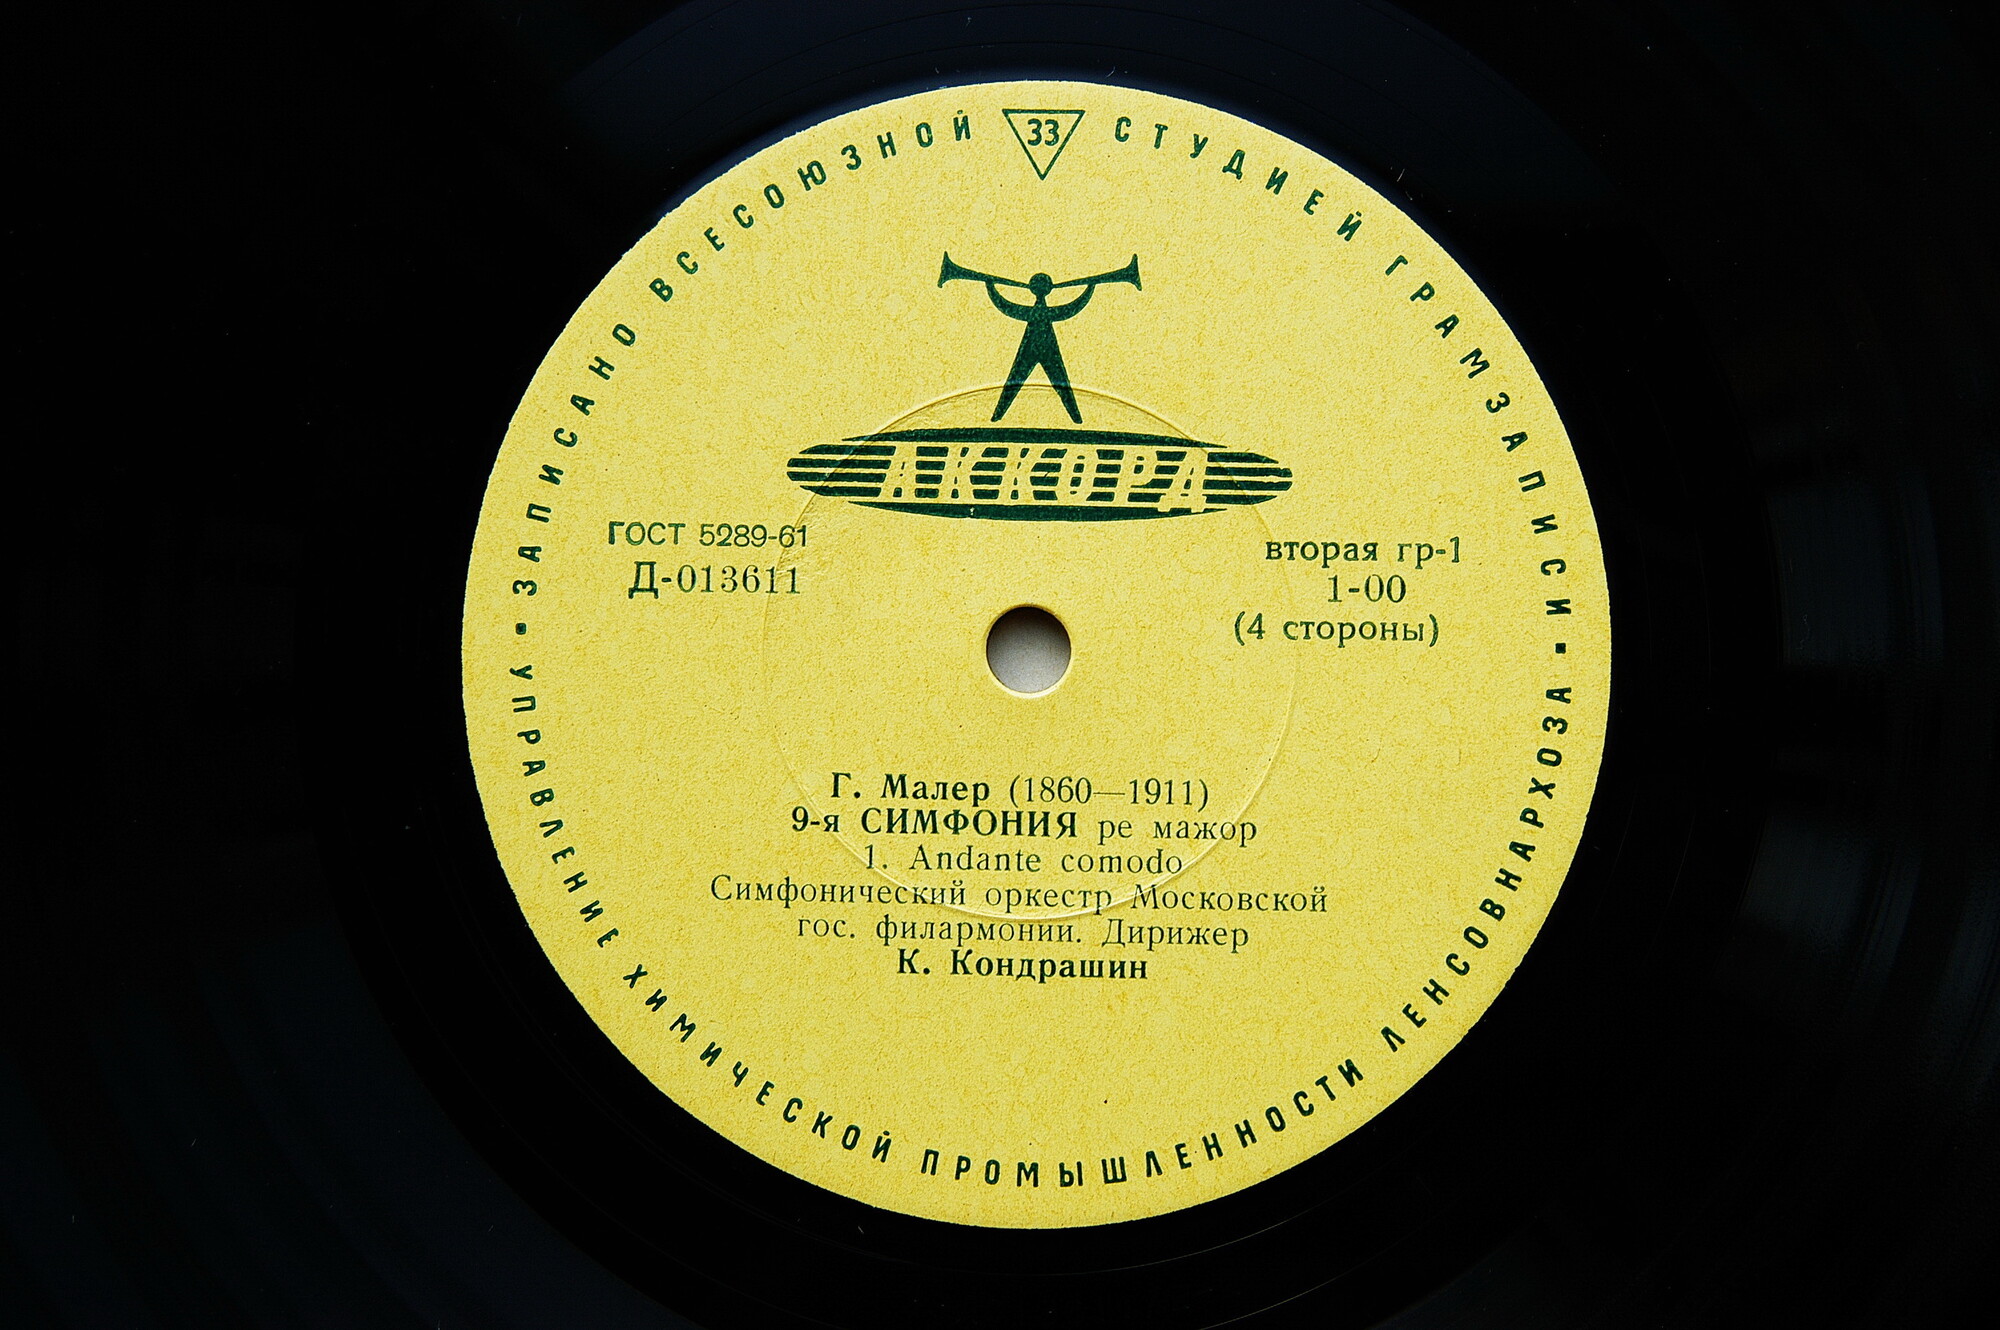 ЗАПИСАНО ВСЕСОЮЗНОЙ 33 СТУДИЕЙ ГРАМЗАПИСИ
АККОРД
ГОСТ 5289-61
Д-013611
вторая гр-1
1-00
(4 стороны)
Г. Малер (1860—1911)
9-я СИМФОНИЯ ре мажор
1. Andante comodo
Симфонический оркестр Московской
гос. филармонии. Дирижер
К. Кондрашин
УПРАВЛЕНИЕ ХИМИЧЕСКОЙ ПРОМЫШЛЕННОСТИ ЛЕНСОВНАРХОЗА